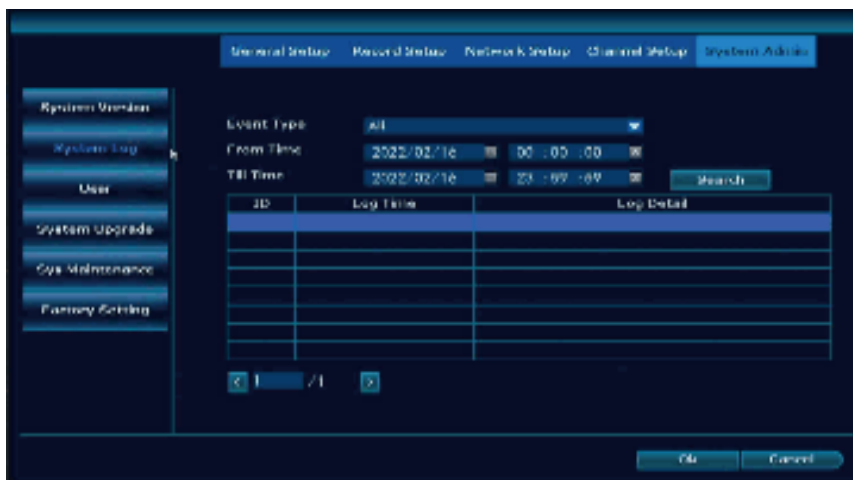 General Setup Record Setup Network Setup Channel Setup System Admin
System Version
System Log
User
System Upgrade
Sys Maintenance
Factory Setting
Event Type All
From Time 2022/02/16 00 :00 :00
Till Time 2022/02/16 23 :59 :59 Search
ID Log Time Log Detail
< 1 /1 >
Ok Cancel